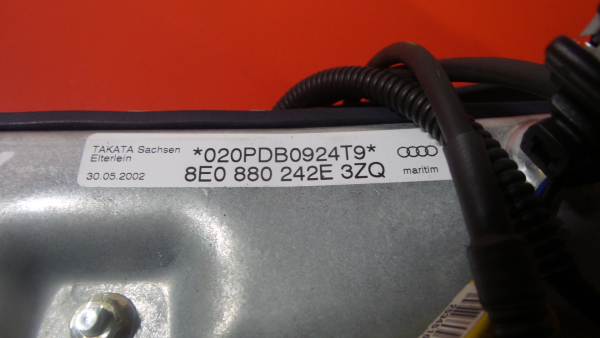 TAKATA Sachsen
Elterlein
30.05.2002
*020PDB0924T9*
8E0 880 242E 3ZQ
maritim